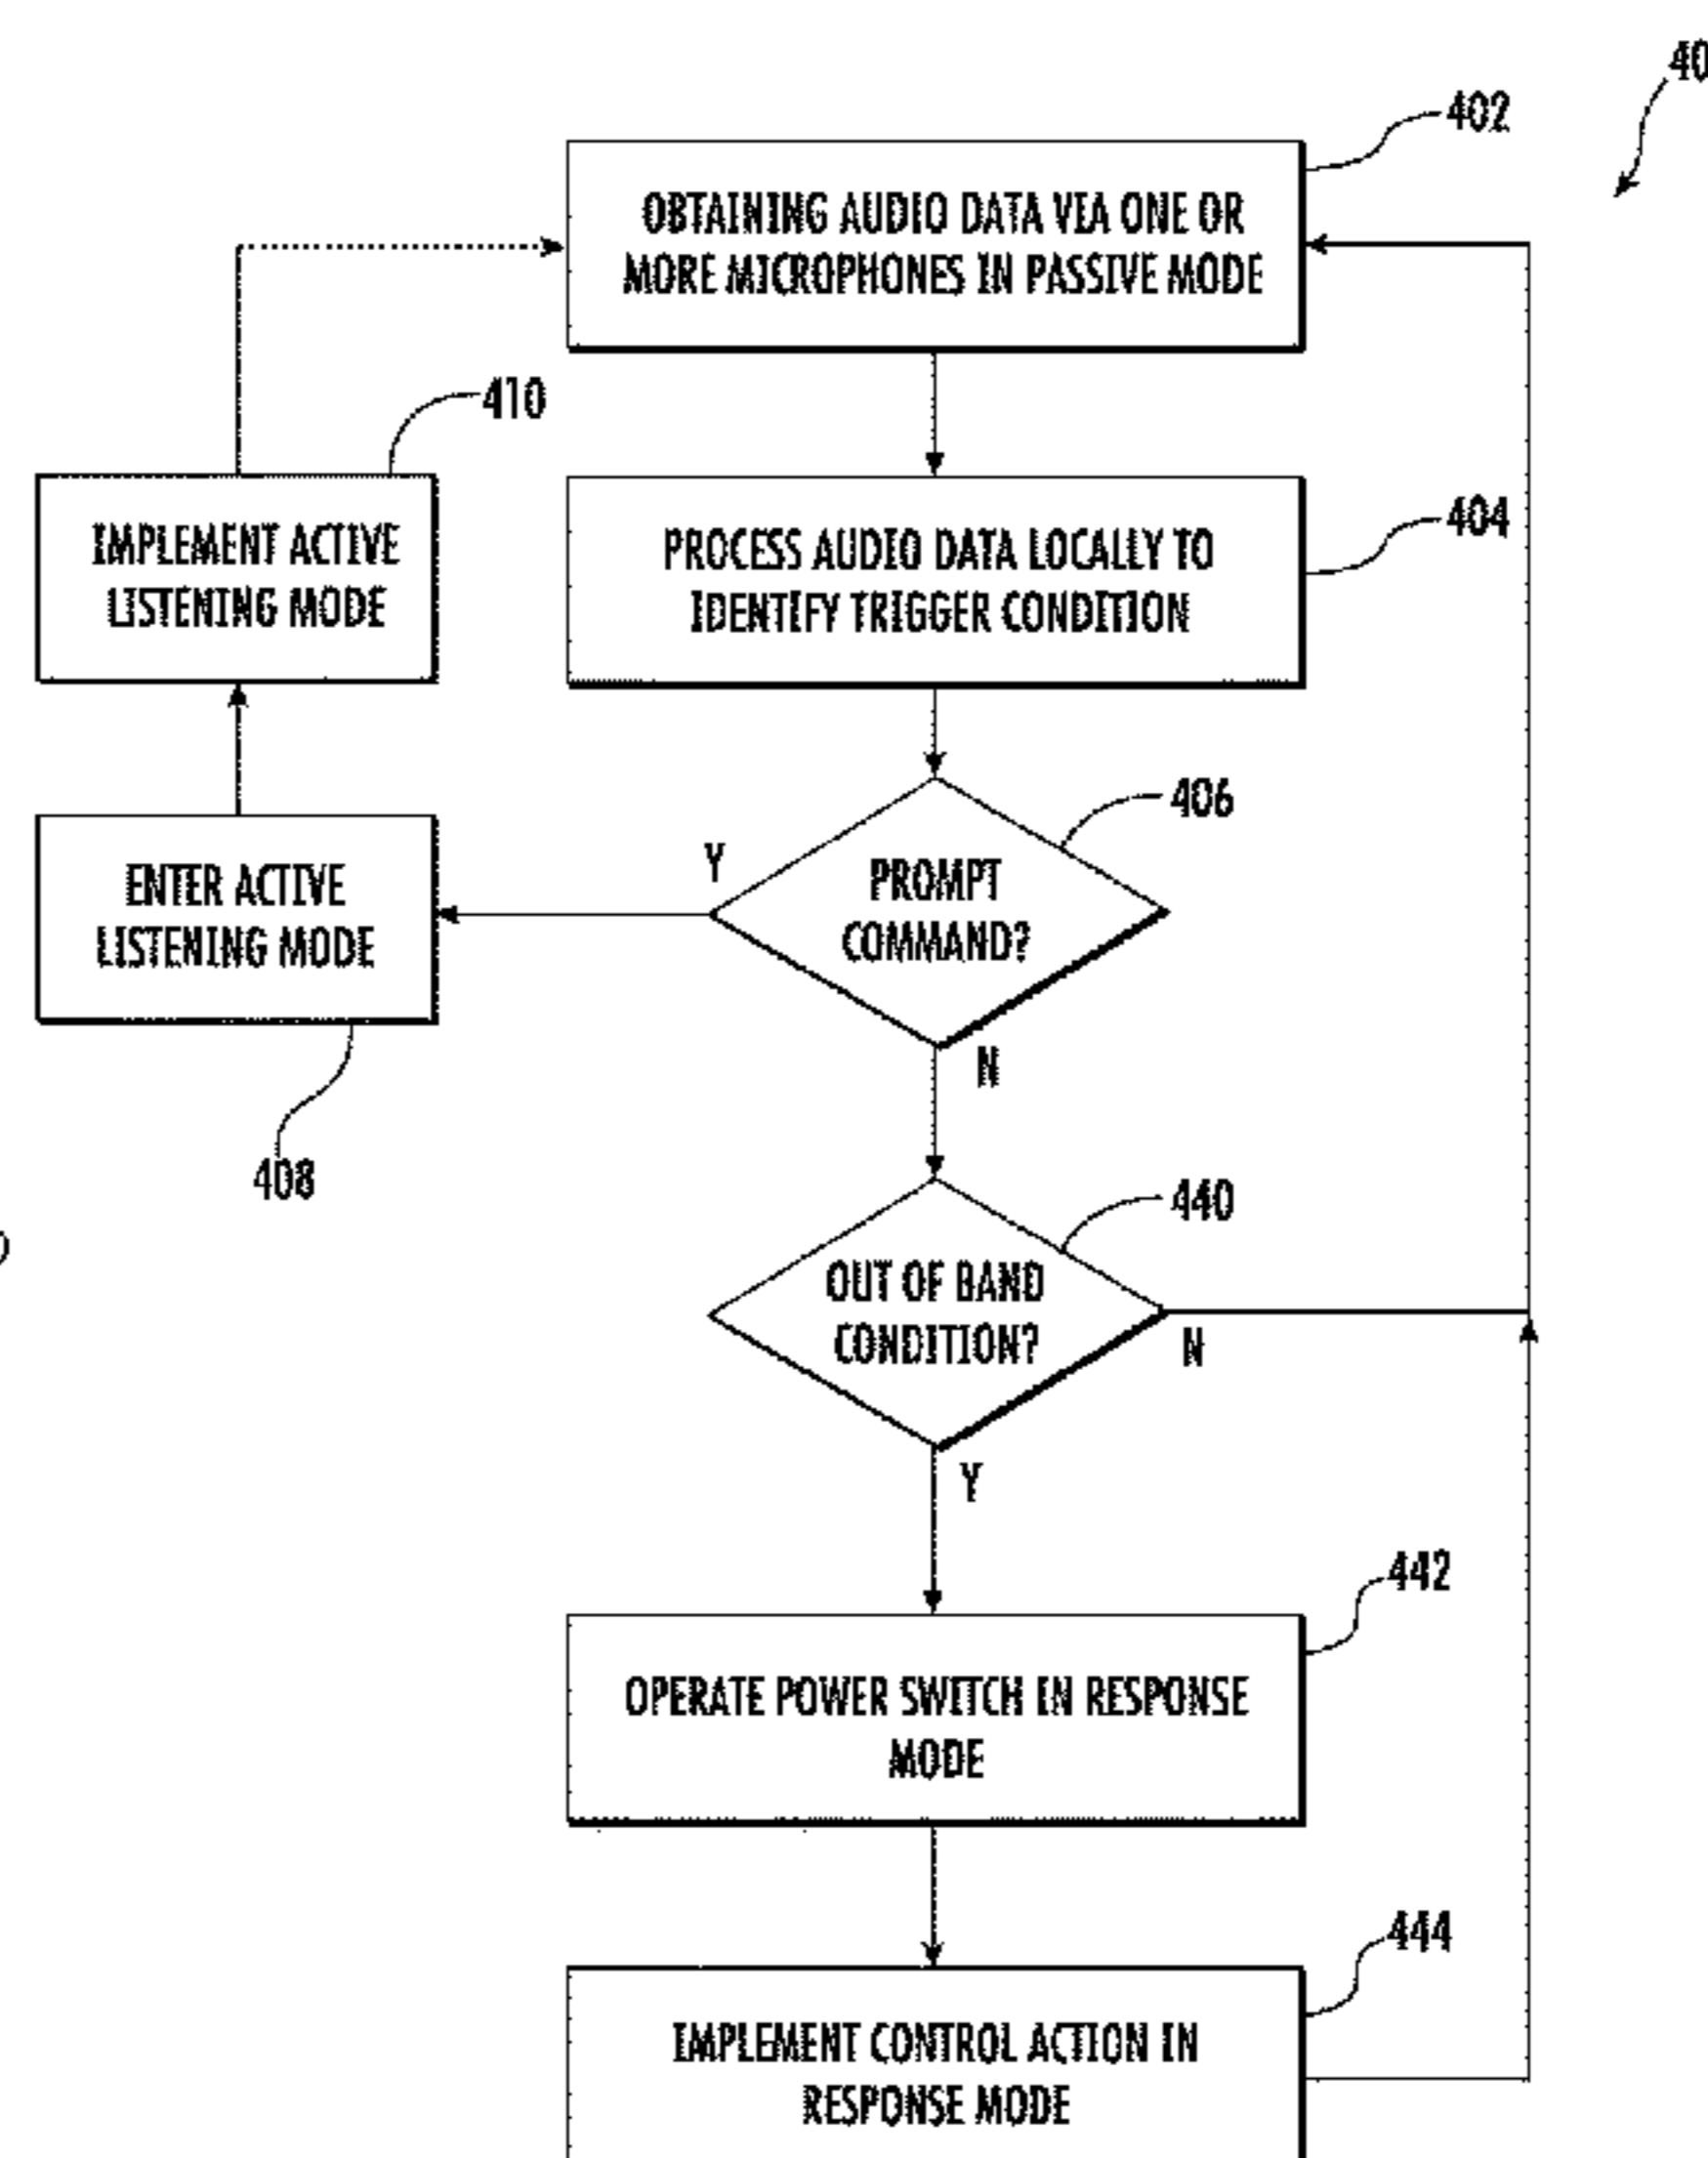 40
402
OBTAINING AUDIO DATA VIA ONE OR
MORE MICROPHONES IN PASSIVE MODE
410
IMPLEMENT ACTIVE
LISTENING MODE
404
PROCESS AUDIO DATA LOCALLY TO
IDENTIFY TRIGGER CONDITION
406
Y
PROMPT
COMMAND?
N
ENTER ACTIVE
LISTENING MODE
408
440
OUT OF BAND
CONDITION?
N
Y
442
OPERATE POWER SWITCH IN RESPONSE
MODE
444
IMPLEMENT CONTROL ACTION IN
RESPONSE MODE